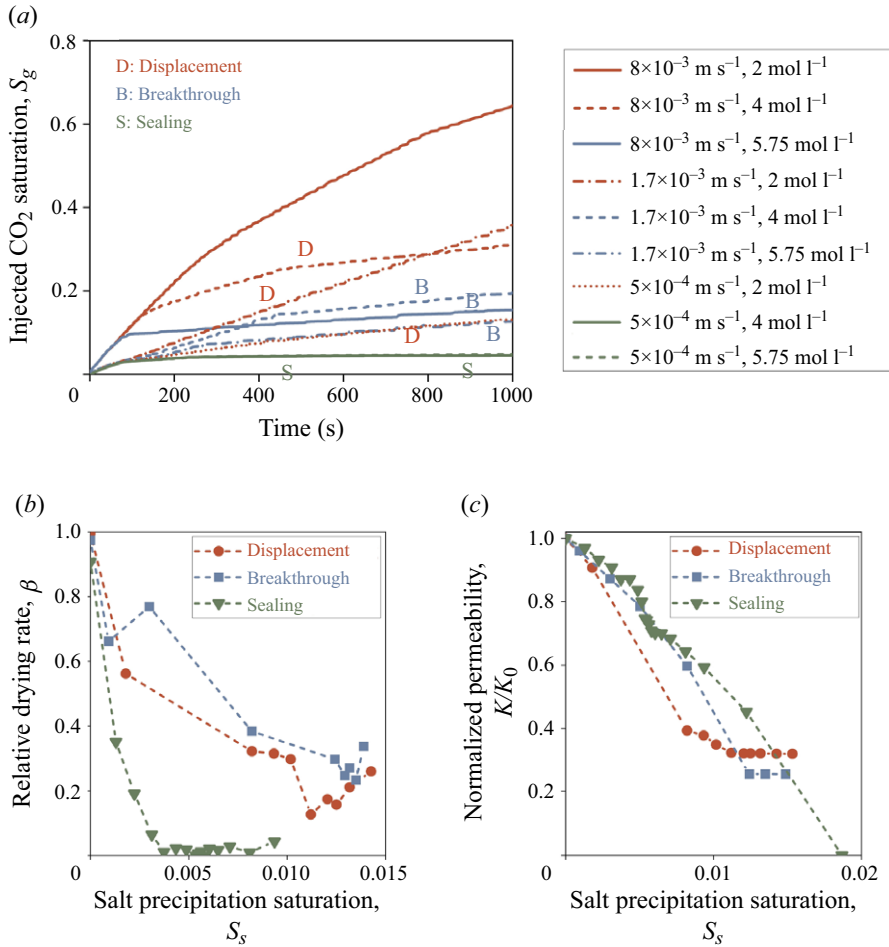 (a)
0.8
0.6
0.4
0.2
0
Injected CO₂ saturation, S_g
D: Displacement
B: Breakthrough
S: Sealing
D
D
B
B
D
B
S
S
0 200 400 600 800 1000
Time (s)
8×10⁻³ m s⁻¹, 2 mol l⁻¹
8×10⁻³ m s⁻¹, 4 mol l⁻¹
8×10⁻³ m s⁻¹, 5.75 mol l⁻¹
1.7×10⁻³ m s⁻¹, 2 mol l⁻¹
1.7×10⁻³ m s⁻¹, 4 mol l⁻¹
1.7×10⁻³ m s⁻¹, 5.75 mol l⁻¹
5×10⁻⁴ m s⁻¹, 2 mol l⁻¹
5×10⁻⁴ m s⁻¹, 4 mol l⁻¹
5×10⁻⁴ m s⁻¹, 5.75 mol l⁻¹
(b)
1.0
0.8
0.6
0.4
0.2
Relative drying rate, β
Displacement
Breakthrough
Sealing
0 0.005 0.010 0.015
Salt precipitation saturation,
S_s
(c)
1.0
0.8
0.6
0.4
0.2
Normalized permeability,
K/K₀
Displacement
Breakthrough
Sealing
0 0.01 0.02
Salt precipitation saturation,
S_s